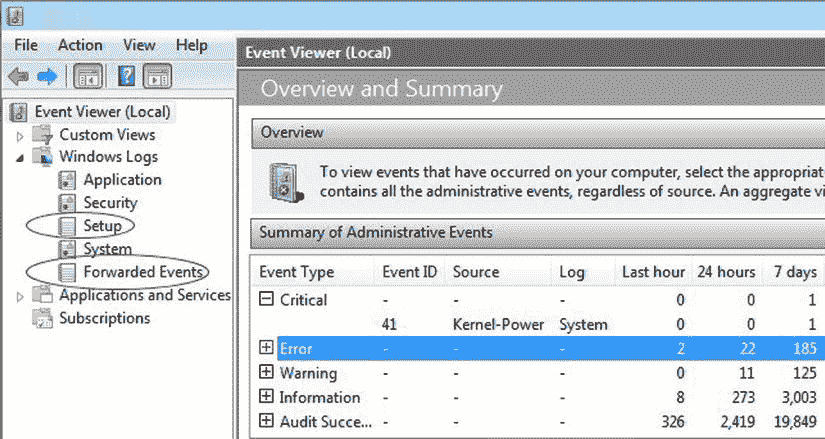 File Action View Help
Event Viewer (Local)
Custom Views
Windows Logs
Application
Security
Setup
System
Forwarded Events
Applications and Services
Subscriptions
Event Viewer (Local)
Overview and Summary
Overview
To view events that have occurred on your computer, select the appropriat
contains all the administrative events, regardless of source. An aggregate vi
Summary of Administrative Events
Event Type Event ID Source Log Last hour 24 hours 7 days
Critical - - - 0 0 1
41 Kernel-Power System 0 0 1
Error - - - 2 22 185
Warning - - - 0 11 125
Information - - - 8 273 3,003
Audit Succe... - - - 326 2,419 19,849